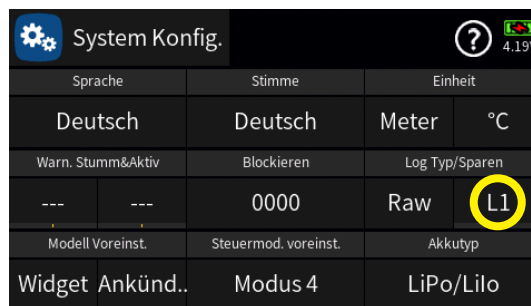 System Konfig.
? 4.19V
Sprache Stimme Einheit
Deutsch Deutsch Meter °C
Warn. Stumm&Aktiv Blockieren Log Typ/Sparen
--- --- 0000 Raw L1
Modell Voreinst. Steuermod. voreinst. Akkutyp
Widget Ankünd.. Modus 4 LiPo/LiIo